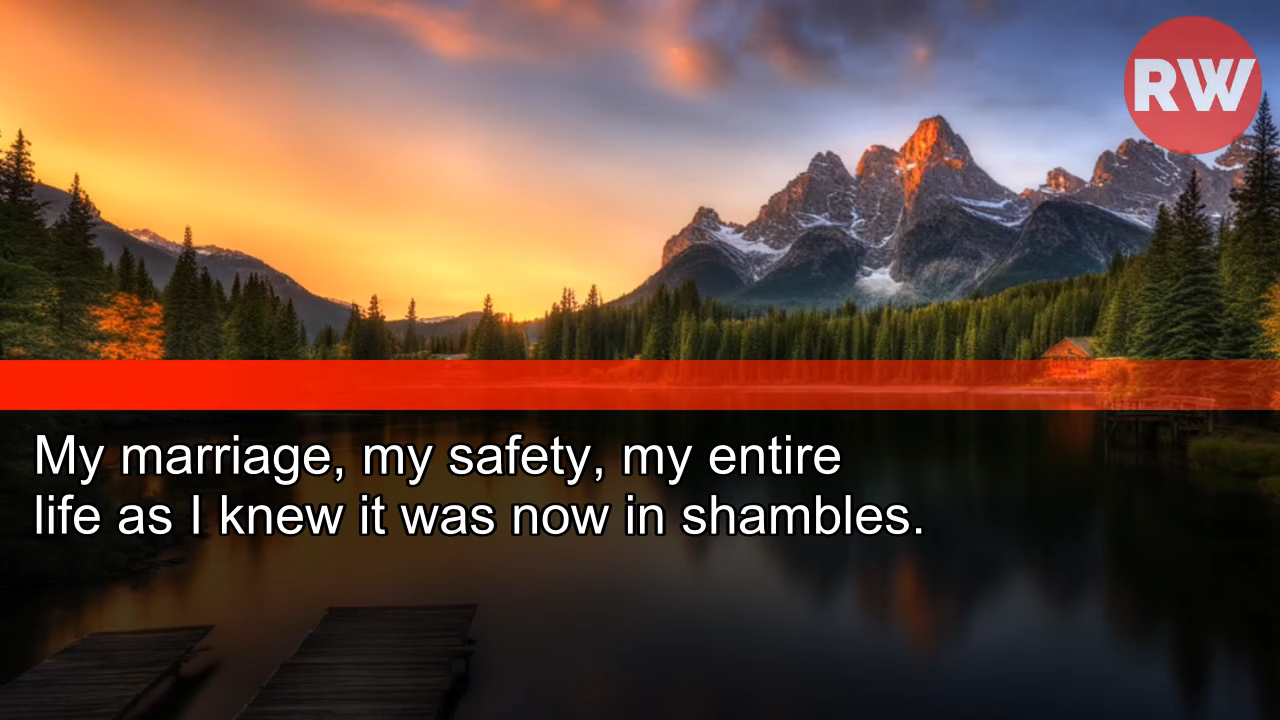 RW
My marriage, my safety, my entire
life as I knew it was now in shambles.